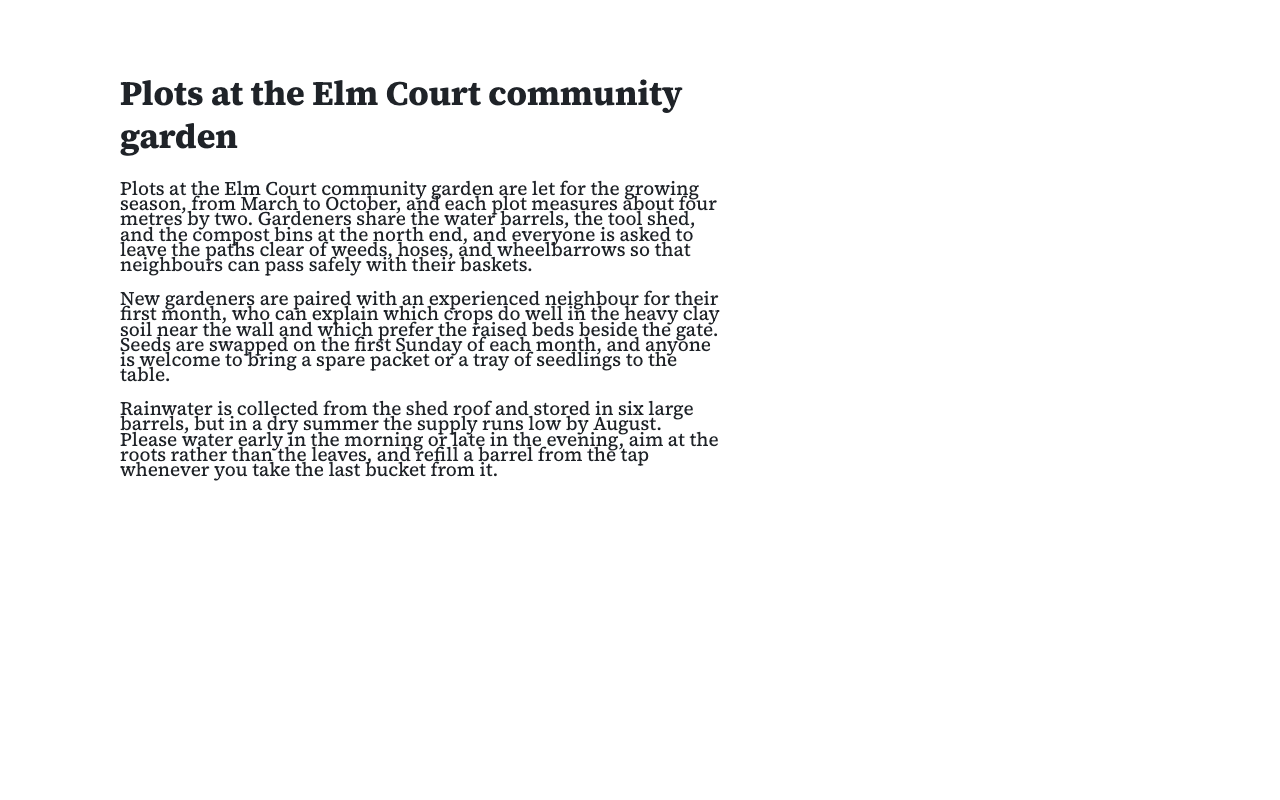 Plots at the Elm Court community
garden
Plots at the Elm Court community garden are let for the growing
season, from March to October, and each plot measures about four
metres by two. Gardeners share the water barrels, the tool shed,
and the compost bins at the north end, and everyone is asked to
leave the paths clear of weeds, hoses, and wheelbarrows so that
neighbours can pass safely with their baskets.
New gardeners are paired with an experienced neighbour for their
first month, who can explain which crops do well in the heavy clay
soil near the wall and which prefer the raised beds beside the gate.
Seeds are swapped on the first Sunday of each month, and anyone
is welcome to bring a spare packet or a tray of seedlings to the
table.
Rainwater is collected from the shed roof and stored in six large
barrels, but in a dry summer the supply runs low by August.
Please water early in the morning or late in the evening, aim at the
roots rather than the leaves, and refill a barrel from the tap
whenever you take the last bucket from it.